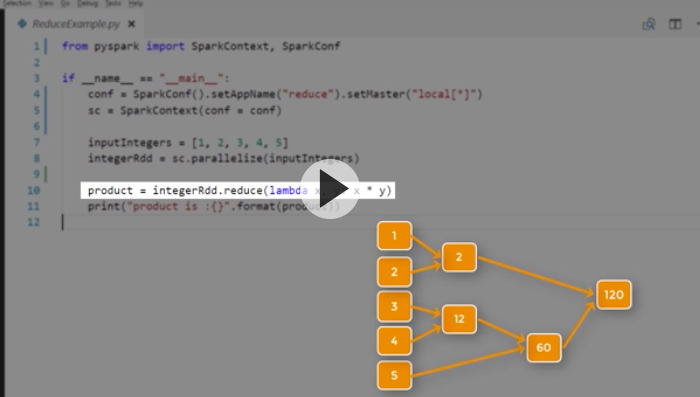 Selection View Go Debug Tasks Help
ReduceExample.py
1 from pyspark import SparkContext, SparkConf
2
3 if __name__ == "__main__":
4 conf = SparkConf().setAppName("reduce").setMaster("local[*]")
5 sc = SparkContext(conf = conf)
6
7 inputIntegers = [1, 2, 3, 4, 5]
8 integerRdd = sc.parallelize(inputIntegers)
9
10 product = integerRdd.reduce(lambda x * y)
11 print("product is :{}".format(
12
1
2
2
120
3
12
4
60
5